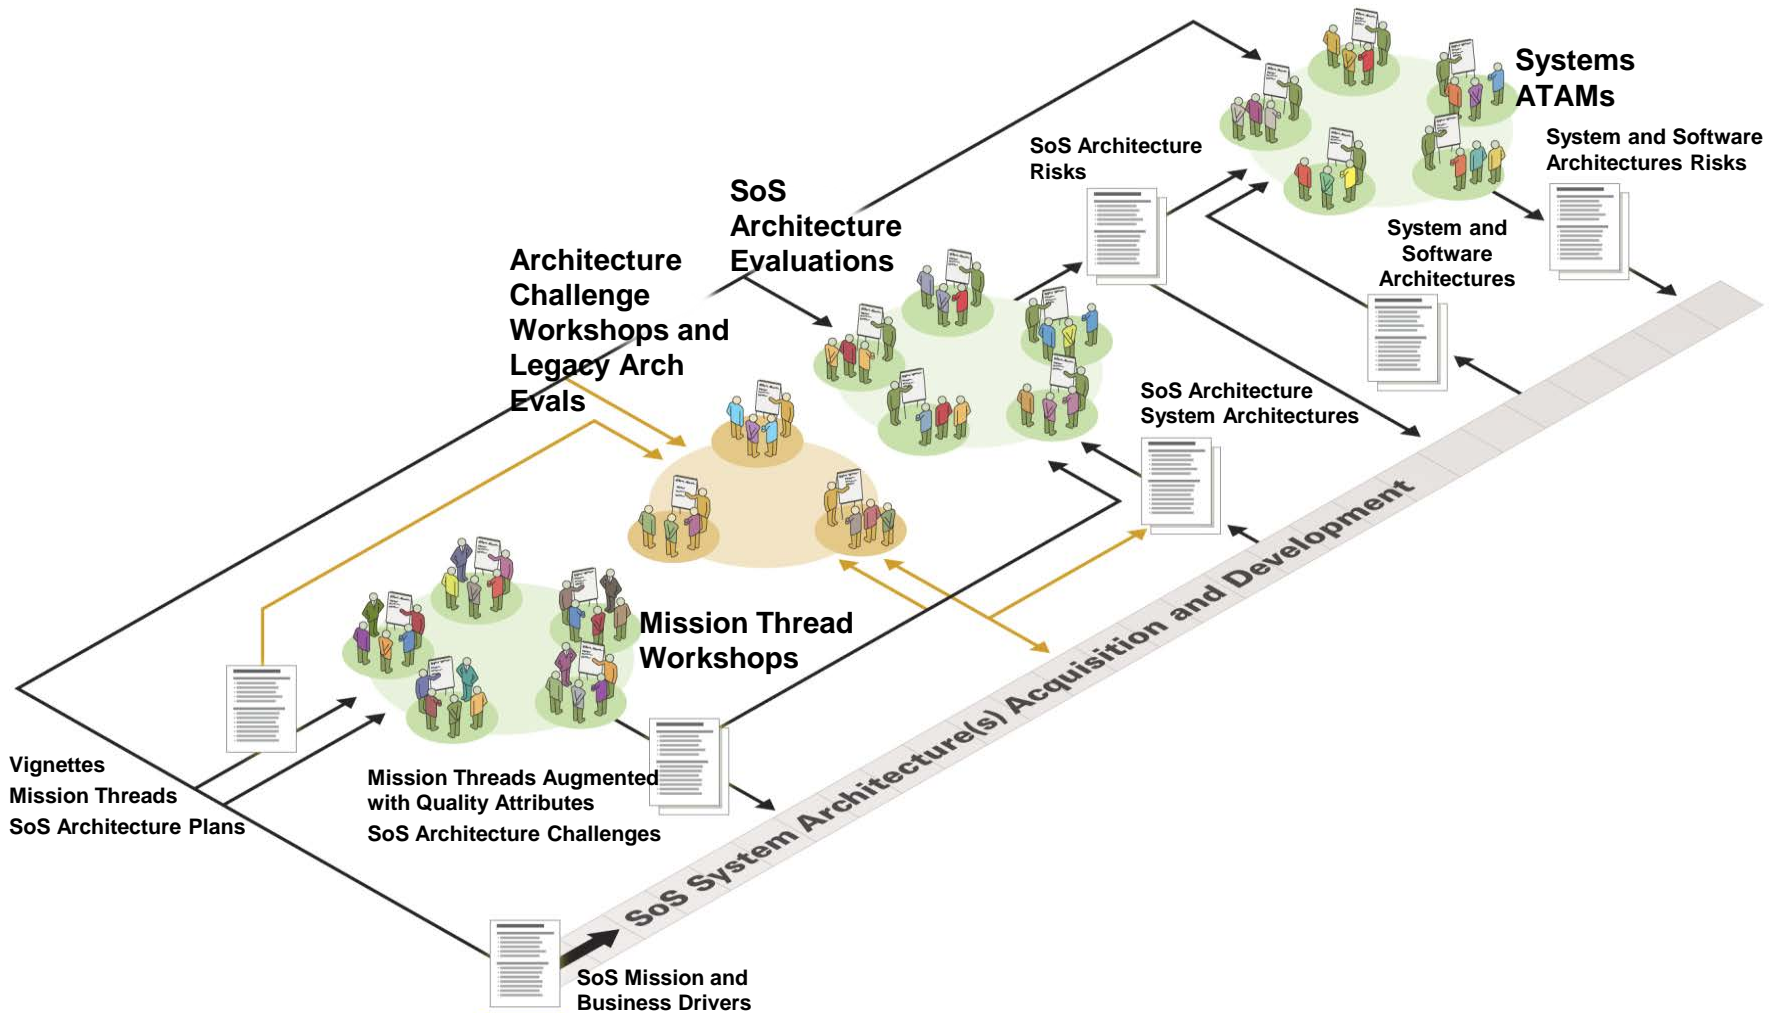 Systems
ATAMs
System and Software
Architectures Risks
SoS Architecture
Risks
SoS
Architecture
Evaluations
System and
Software
Architectures
Architecture
Challenge
Workshops and
Legacy Arch
Evals
SoS Architecture
System Architectures
Mission Thread
Workshops
Vignettes
Mission Threads
SoS Architecture Plans
Mission Threads Augmented
with Quality Attributes
SoS Architecture Challenges
SoS System Architecture(s) Acquisition and Development
SoS Mission and
Business Drivers